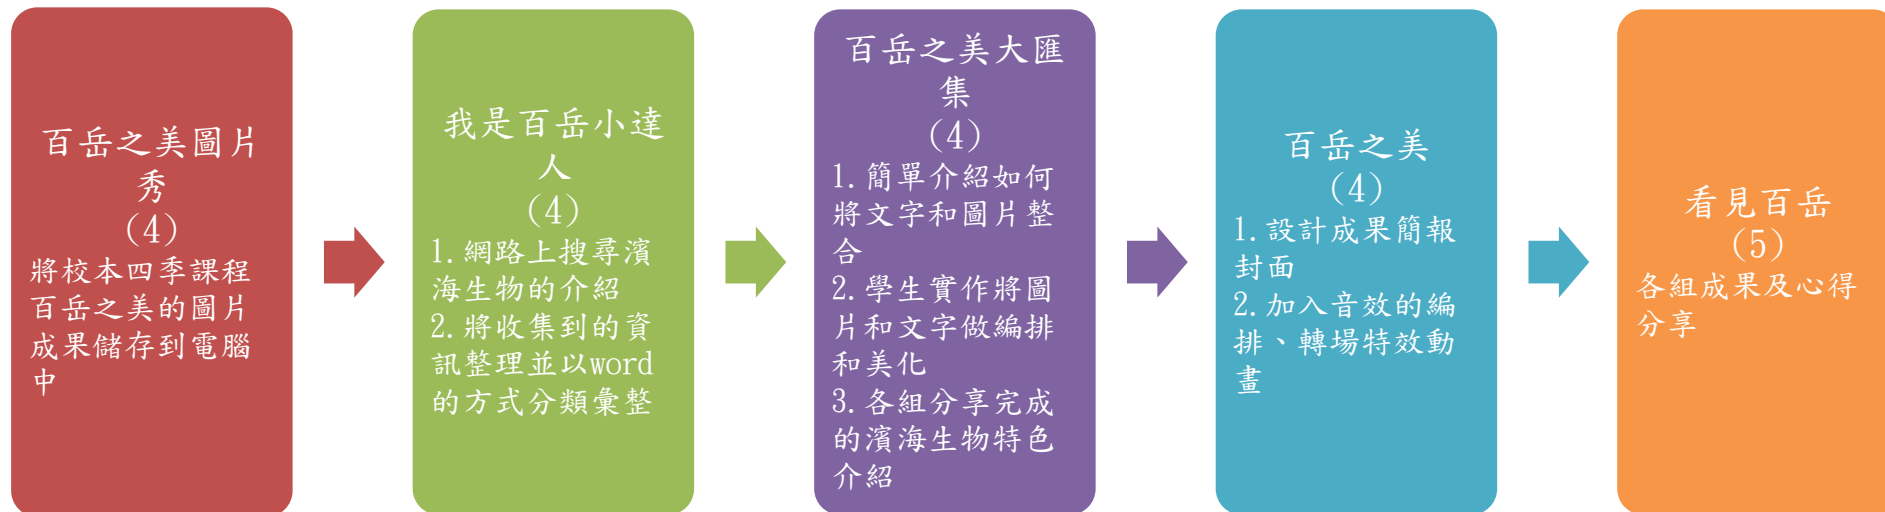 百岳之美圖片
秀
(4)
將校本四季課程
百岳之美的圖片
成果儲存到電腦
中
我是百岳小達
人
(4)
1.網路上搜尋濱
海生物的介紹
2.將收集到的資
訊整理並以word
的方式分類彙整
百岳之美大匯
集
(4)
1.簡單介紹如何
將文字和圖片整
合
2.學生實作將圖
片和文字做編排
和美化
3.各組分享完成
的濱海生物特色
介紹
百岳之美
(4)
1.設計成果簡報
封面
2.加入音效的編
排、轉場特效動
畫
看見百岳
(5)
各組成果及心得
分享